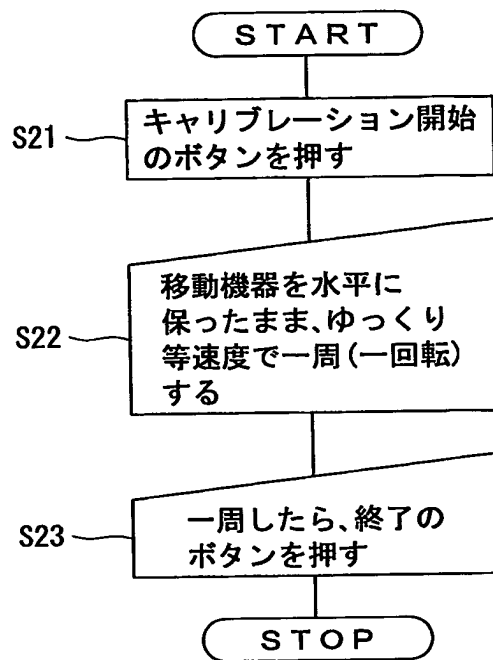 START
S21
キャリブレーション開始
のボタンを押す
S22
移動機器を水平に
保ったまま、ゆっくり
等速度で一周(一回転)
する
S23
一周したら、終了の
ボタンを押す
STOP